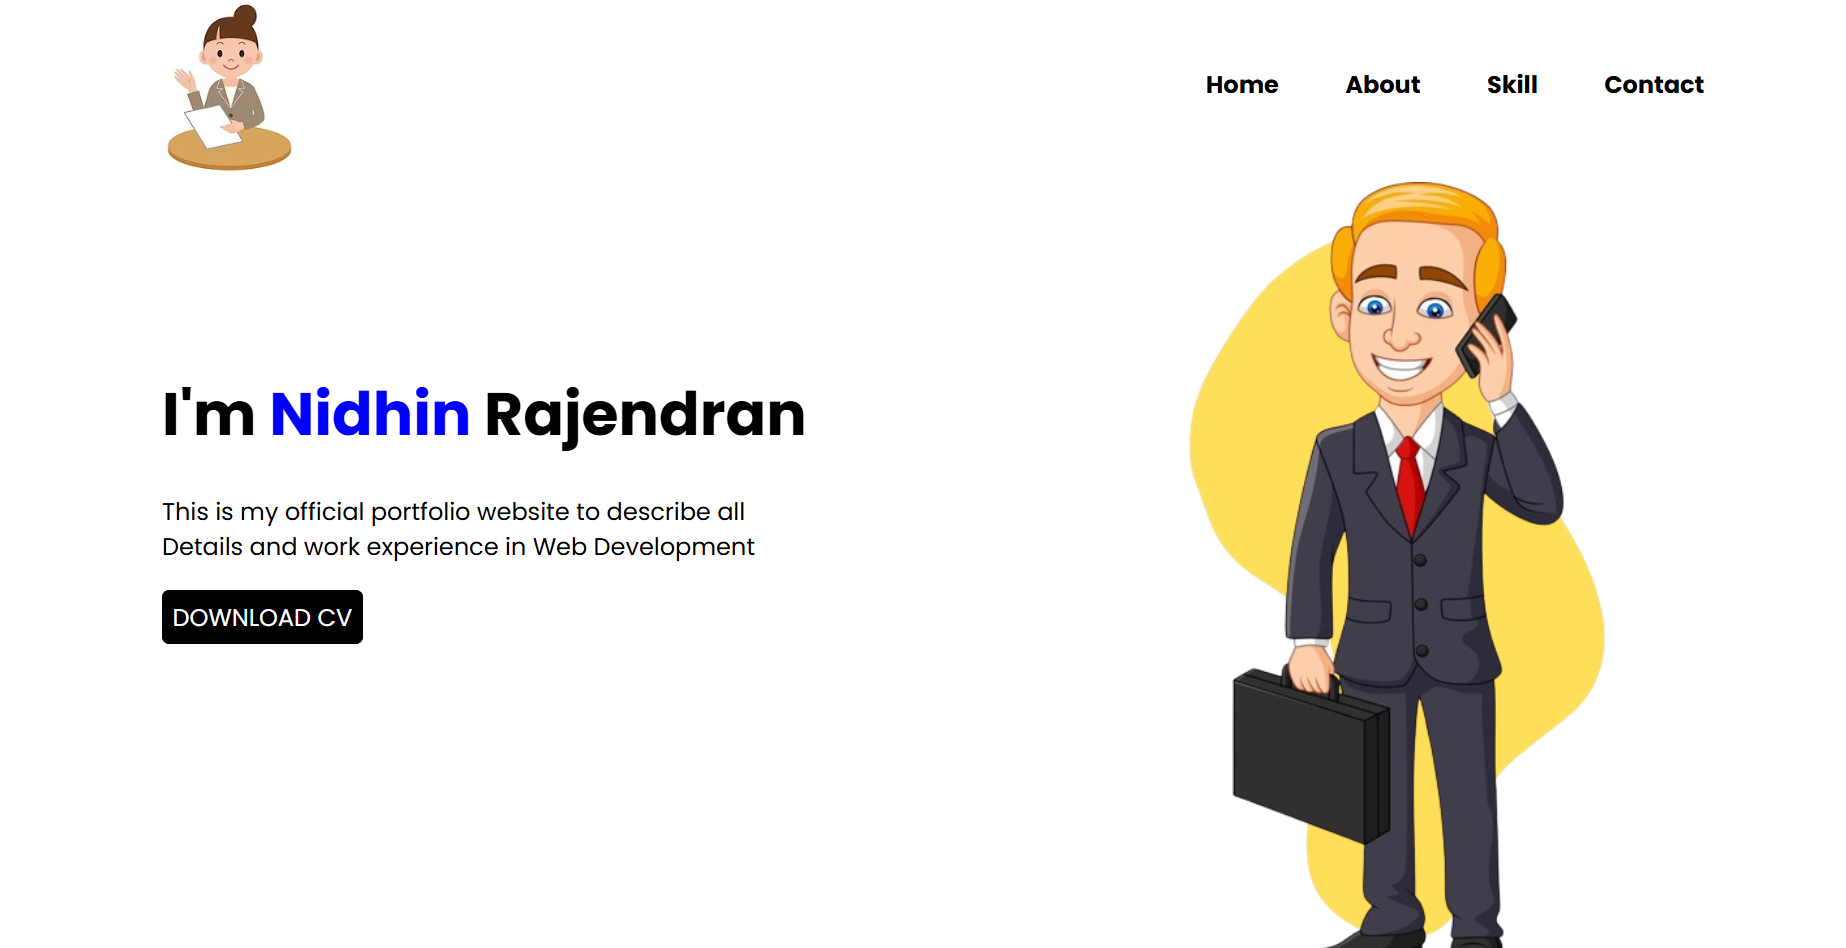 Home About Skill Contact
I'm Nidhin Rajendran
This is my official portfolio website to describe all
Details and work experience in Web Development
DOWNLOAD CV